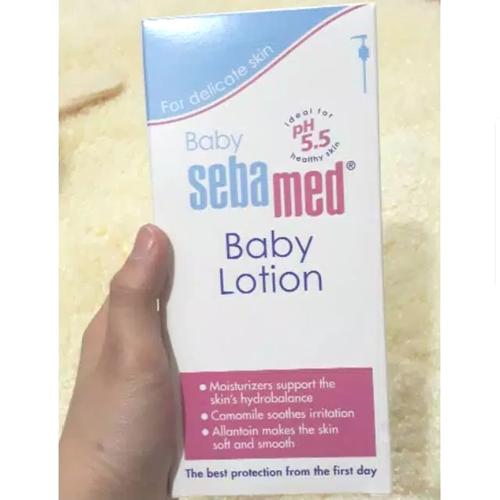 For delicate skin
ideal for
pH
5.5
healthy skin
Baby
sebamed®
Baby
Lotion
• Moisturizers support the
skin's hydrobalance
• Camomile soothes irritation
• Allantoin makes the skin
soft and smooth
The best protection from the first day